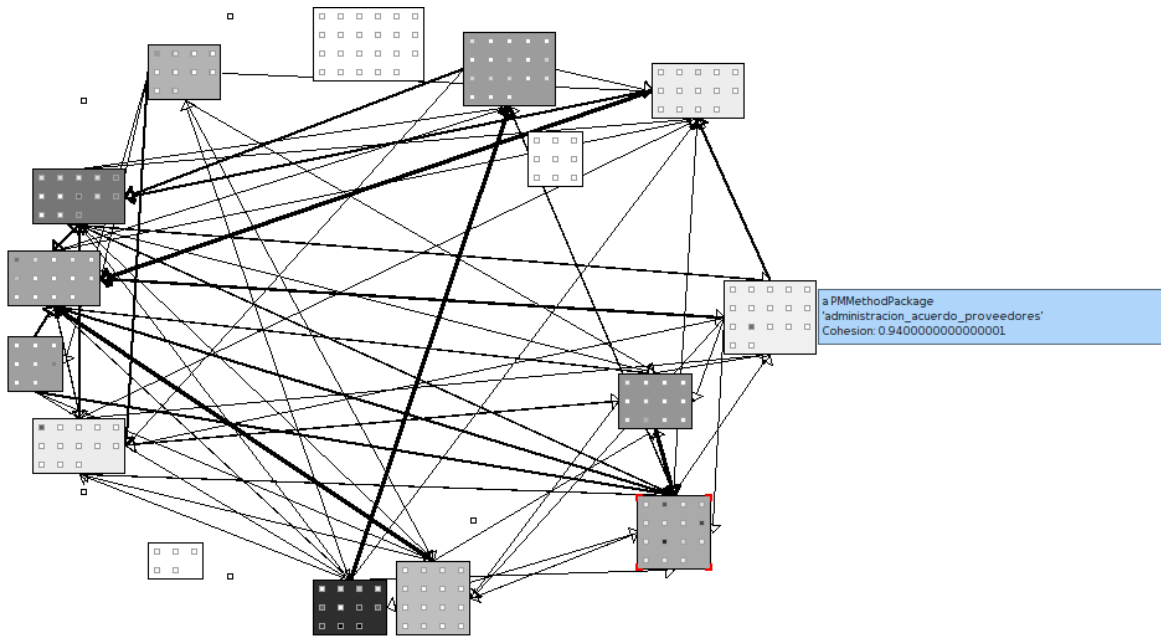 a PMMethodPackage
'administracion_acuerdo_proveedores'
Cohesion: 0.9400000000000001